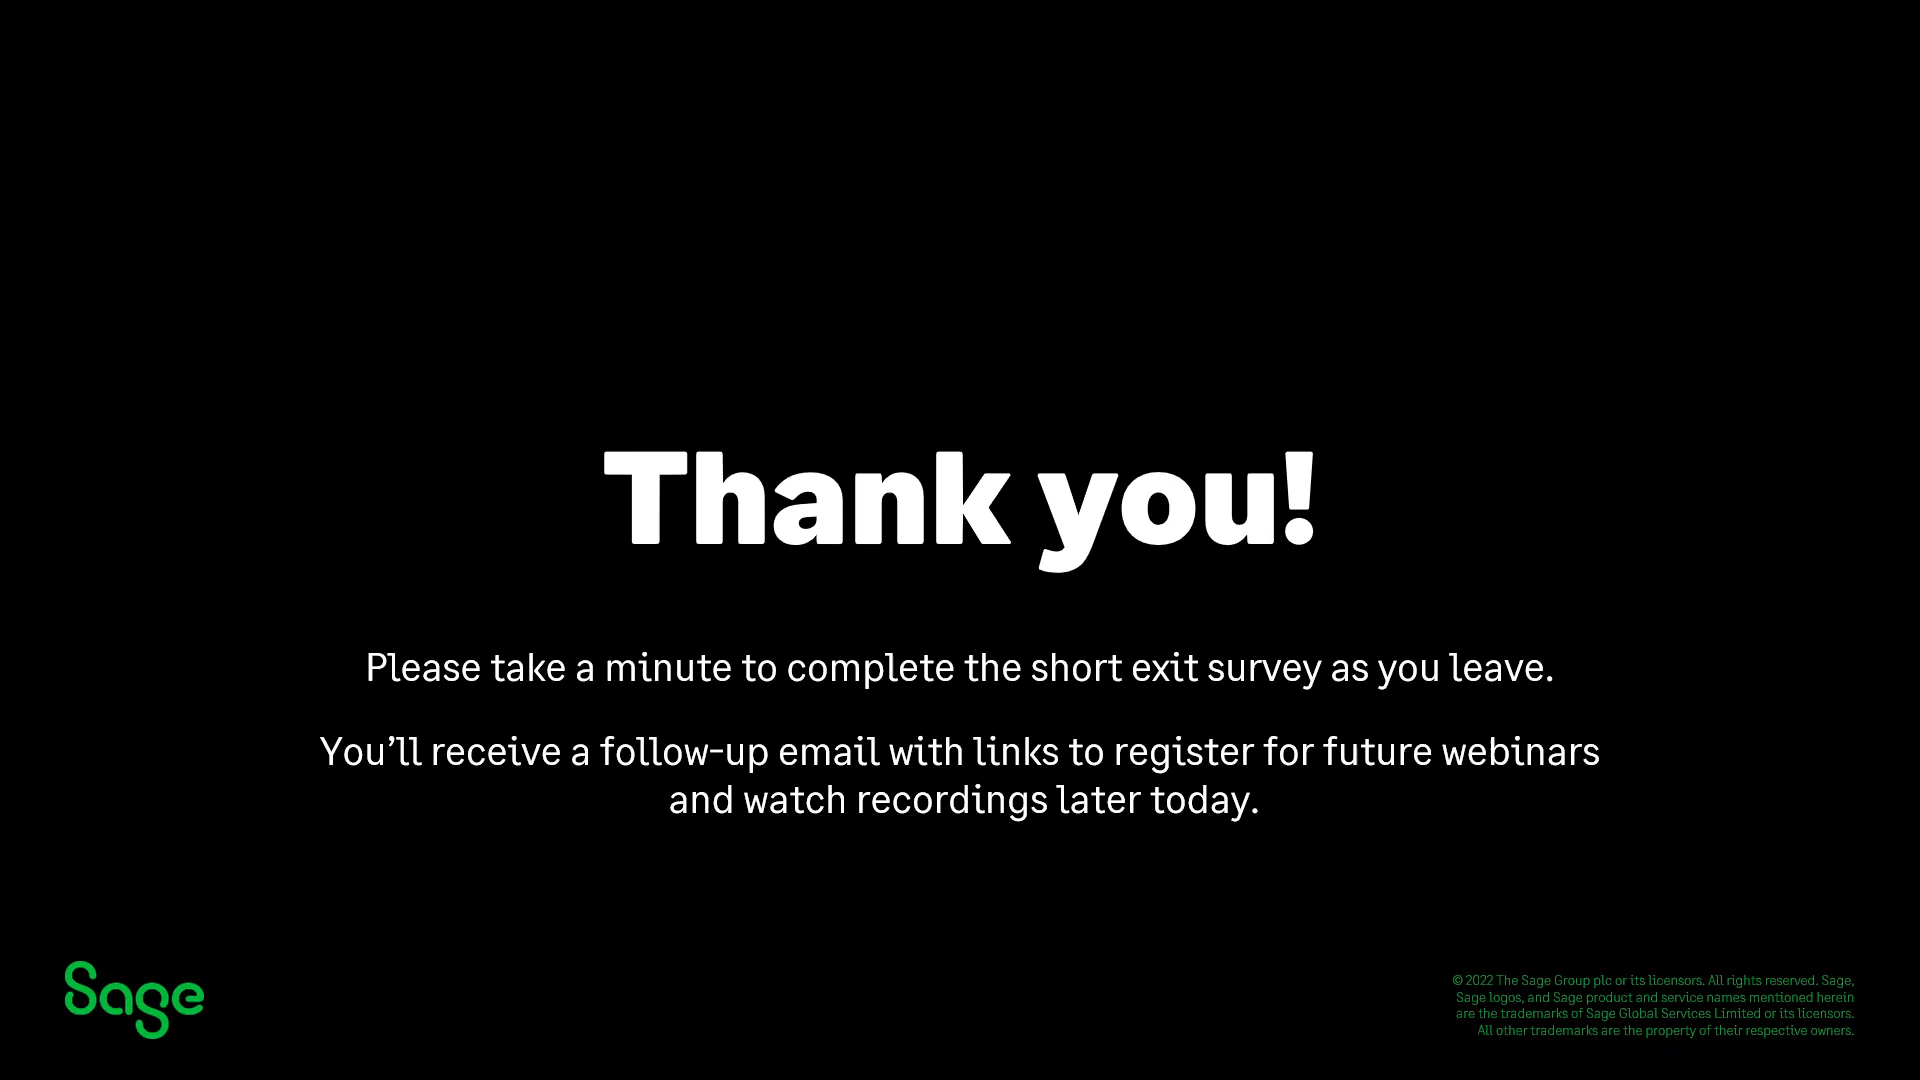 Thank you!
Please take a minute to complete the short exit survey as you leave.
You’ll receive a follow-up email with links to register for future webinars
and watch recordings later today.
Sage
© 2022 The Sage Group plc or its licensors. All rights reserved. Sage,
Sage logos, and Sage product and service names mentioned herein
are the trademarks of Sage Global Services Limited or its licensors.
All other trademarks are the property of their respective owners.